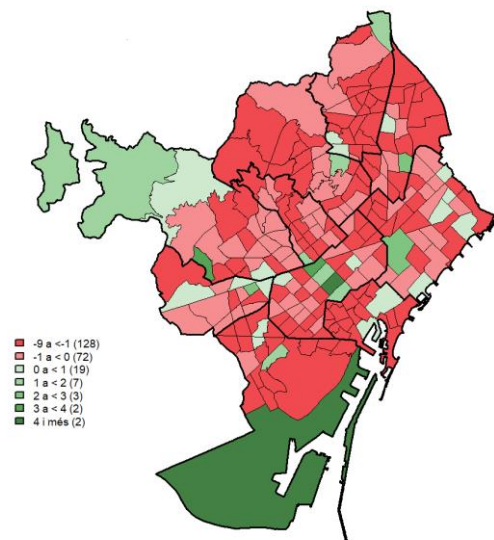 -9 a <-1 (128)
-1 a < 0 (72)
0 a < 1 (19)
1 a < 2 (7)
2 a < 3 (3)
3 a < 4 (2)
4 i més (2)